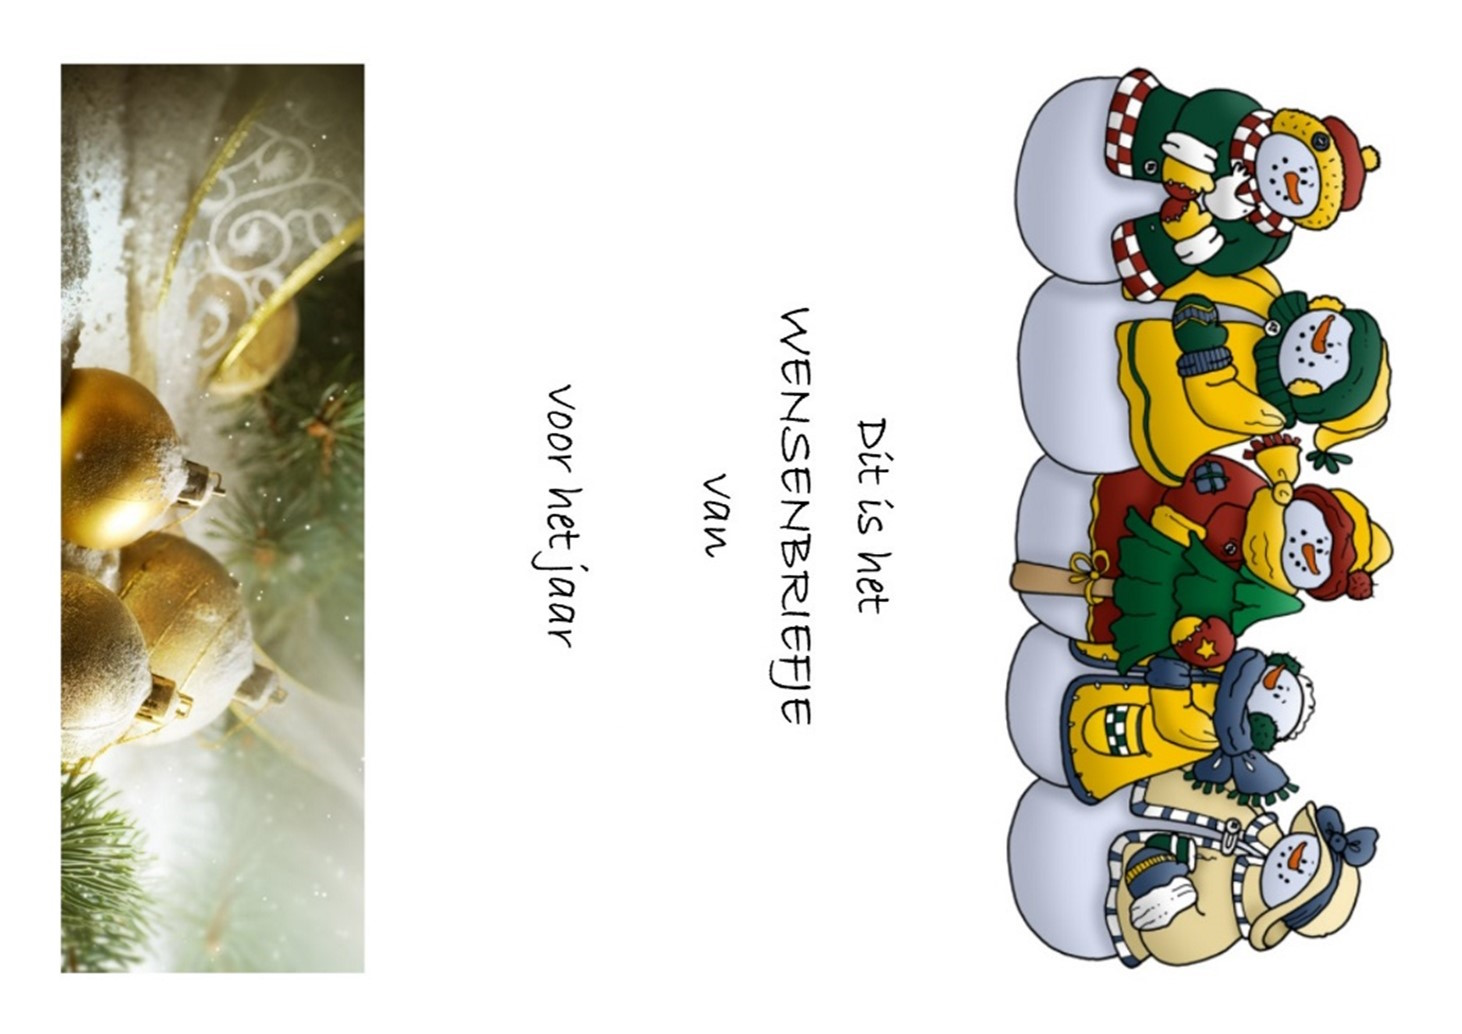 Dit is het
WENSENBRIEFJE
van
voor het jaar